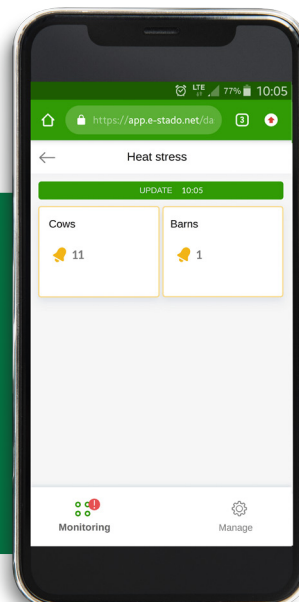 LTE 77% 10:05
https://app.e-stado.net/da 3
Heat stress
UPDATE 10:05
Cows
11
Barns
1
Monitoring
Manage